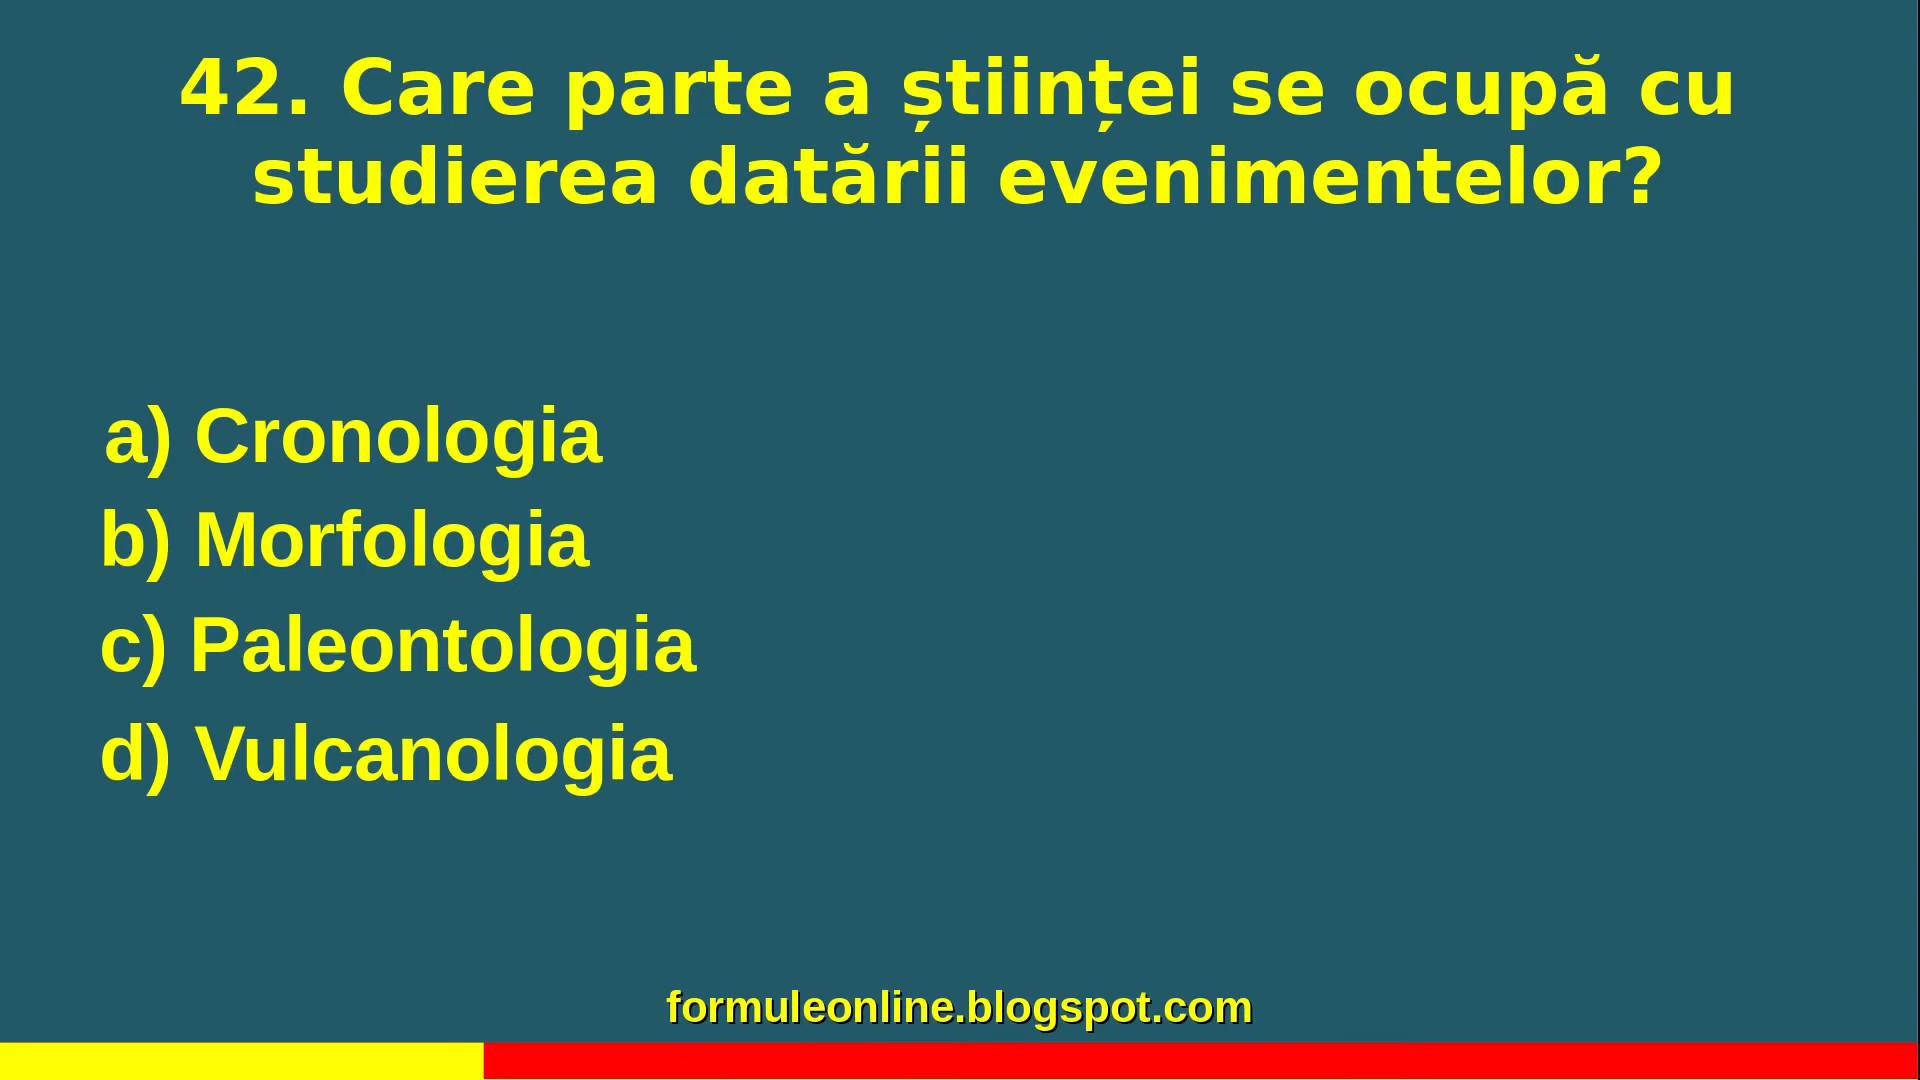 42. Care parte a științei se ocupă cu
studierea datării evenimentelor?
a) Cronologia
b) Morfologia
c) Paleontologia
d) Vulcanologia
formuleonline.blogspot.com